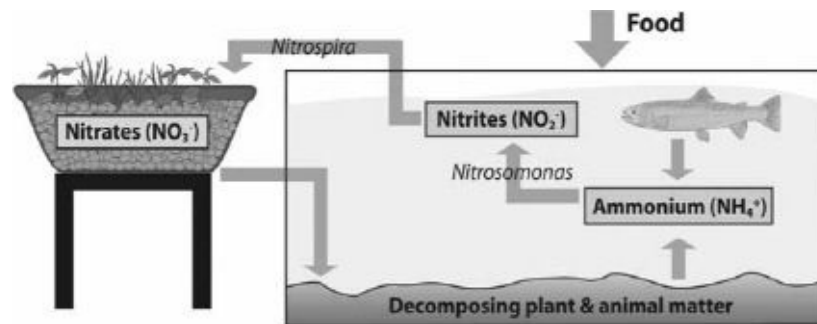 Food
Nitrospira
Nitrates (NO₃⁻)
Nitrites (NO₂⁻)
Nitrosomonas
Ammonium (NH₄⁺)
Decomposing plant & animal matter